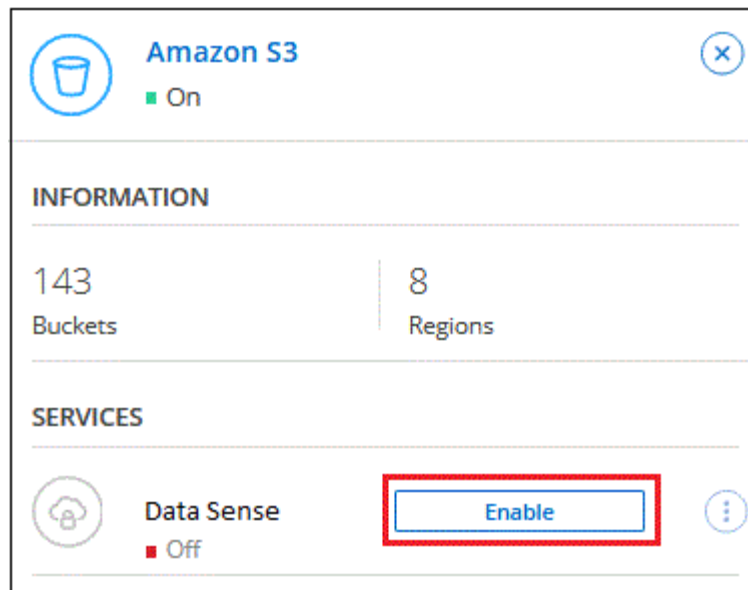 Amazon S3
On
INFORMATION
143
Buckets
8
Regions
SERVICES
Data Sense
Off
Enable